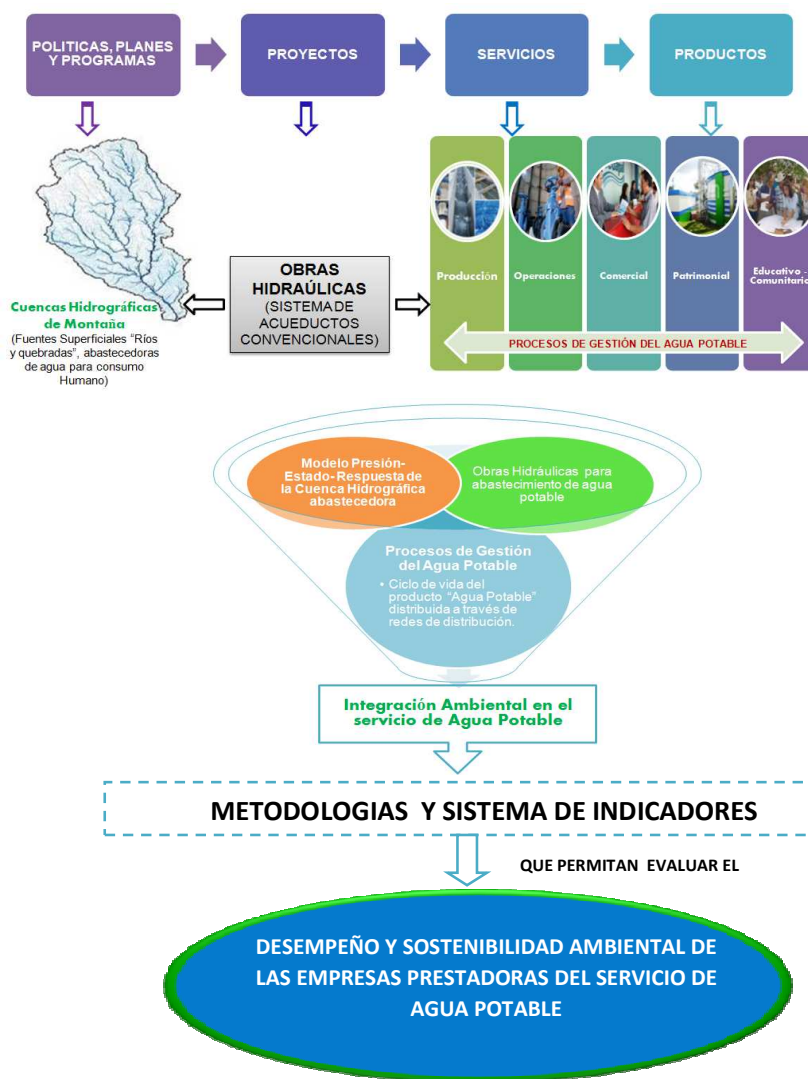 POLITICAS, PLANES
Y PROGRAMAS
PROYECTOS
SERVICIOS
PRODUCTOS
Cuencas Hidrográficas
de Montaña
(Fuentes Superficiales "Ríos
y quebradas", abastecedoras
de agua para consumo
Humano)
OBRAS
HIDRAÚLICAS
(SISTEMA DE
ACUEDUCTOS
CONVENCIONALES)
Producción
Operaciones
Comercial
Patrimonial
Educativo -
Comunitario
PROCESOS DE GESTIÓN DEL AGUA POTABLE
Modelo Presión-
Estado- Respuesta de
la Cuenca Hidrográfica
abastecedora
Obras Hidráulicas para
abastecimiento de agua
potable
Procesos de Gestión
del Agua Potable
• Ciclo de vida del
producto "Agua Potable"
distribuida a través de
redes de distribución.
Integración Ambiental en el
servicio de Agua Potable
METODOLOGIAS Y SISTEMA DE INDICADORES
QUE PERMITAN EVALUAR EL
DESEMPEÑO Y SOSTENIBILIDAD AMBIENTAL DE
LAS EMPRESAS PRESTADORAS DEL SERVICIO DE
AGUA POTABLE